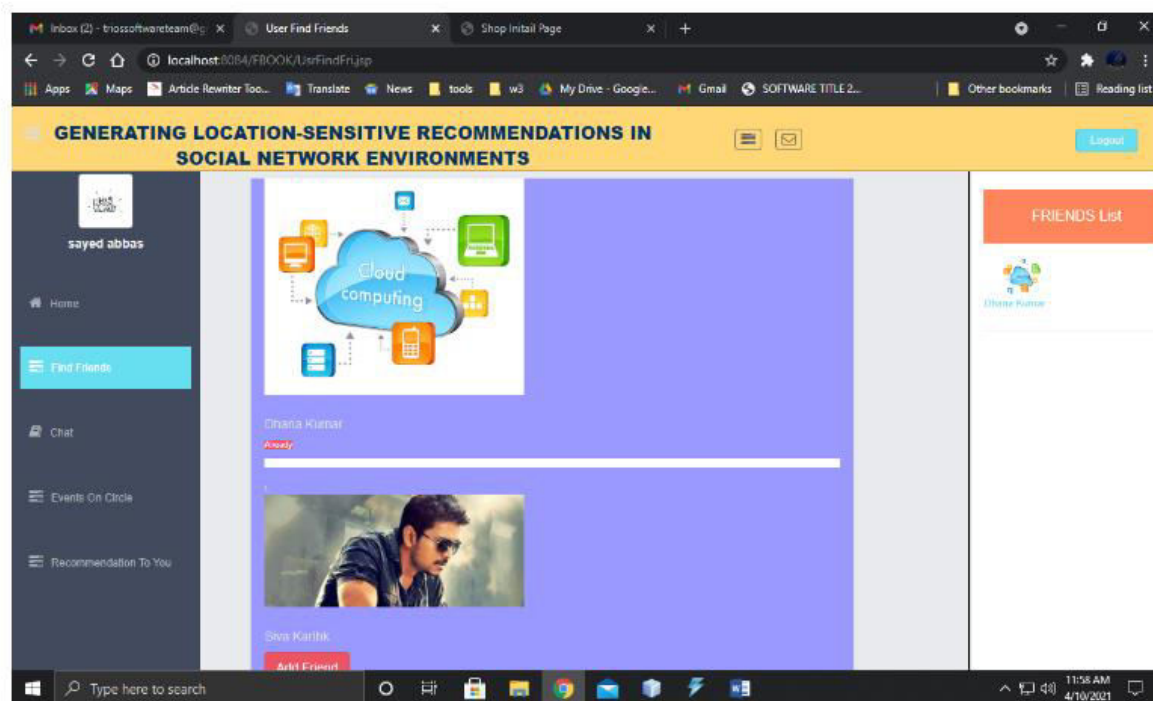 Inbox (2) - triossoftwareteam@g
User Find Friends
Shop Initail Page
localhost:8084/FBOOK/UsrFindFri.jsp
Apps Maps Article Rewriter Too... Translate News tools w3 My Drive - Google... Gmail SOFTWARE TITLE 2... Other bookmarks Reading list
GENERATING LOCATION-SENSITIVE RECOMMENDATIONS IN
SOCIAL NETWORK ENVIRONMENTS
Logout
sayed abbas
Home
Find Friends
Chat
Events On Circle
Recommendation To You
Cloud
computing
Dhana Kumar
Already
Siva Karthk
Add Friend
FRIENDS List
Dhana Kumar
Type here to search
11:58 AM
4/10/2021